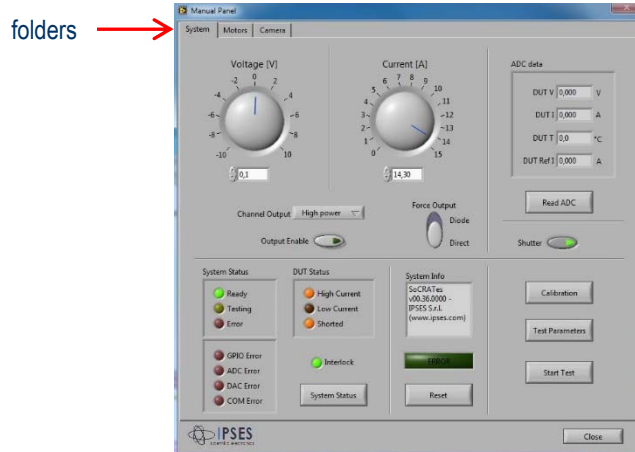 folders
Manual Panel
System Motors Camera
Voltage [V]
-10 -8 -6 -4 -2 0 2 4 6 8 10
0,1
Current [A]
0 1 2 3 4 5 6 7 8 9 10 11 12 13 14 15
14,30
ADC data
DUT V 0,000 V
DUT I 0,000 A
DUT T 0,0 °C
DUT Ref I 0,000 A
Read ADC
Channel Output High power
Force Output
Diode
Direct
Output Enable
Shutter
System Status
Ready
Testing
Error
GPIO Error
ADC Error
DAC Error
COM Error
DUT Status
High Current
Low Current
Shorted
Interlock
System Status
System Info
SoCRATes
v00.36.0000 -
IPSES S.r.l.
(www.ipses.com)
ERROR
Reset
Calibration
Test Parameters
Start Test
IPSES
scientific electronics
Close